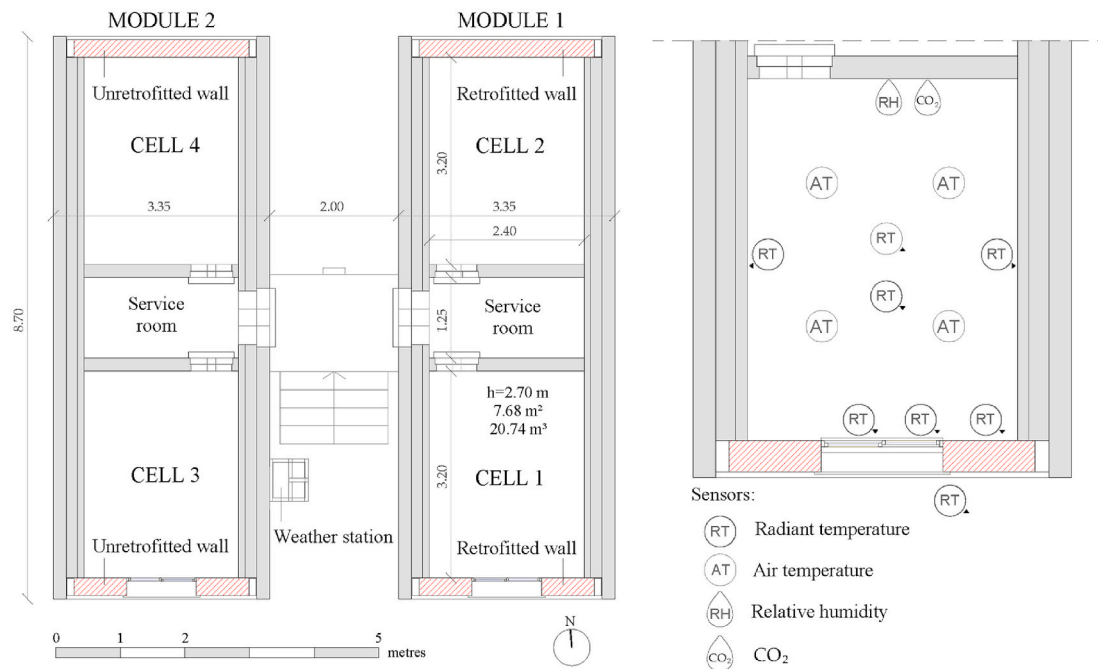 MODULE 2
MODULE 1
Unretrofitted wall
Retrofitted wall
CELL 4
CELL 2
3.20
3.35
2.00
3.35
2.40
8.70
Service
room
1.25
Service
room
h=2.70 m
7.68 m²
20.74 m³
CELL 3
3.20
CELL 1
Weather station
Unretrofitted wall
Retrofitted wall
0
1
2
5
metres
N
RH
CO₂
AT
AT
RT
RT
RT
RT
AT
AT
RT
RT
RT
RT
Sensors:
RT
Radiant temperature
AT
Air temperature
RH
Relative humidity
CO₂
CO₂